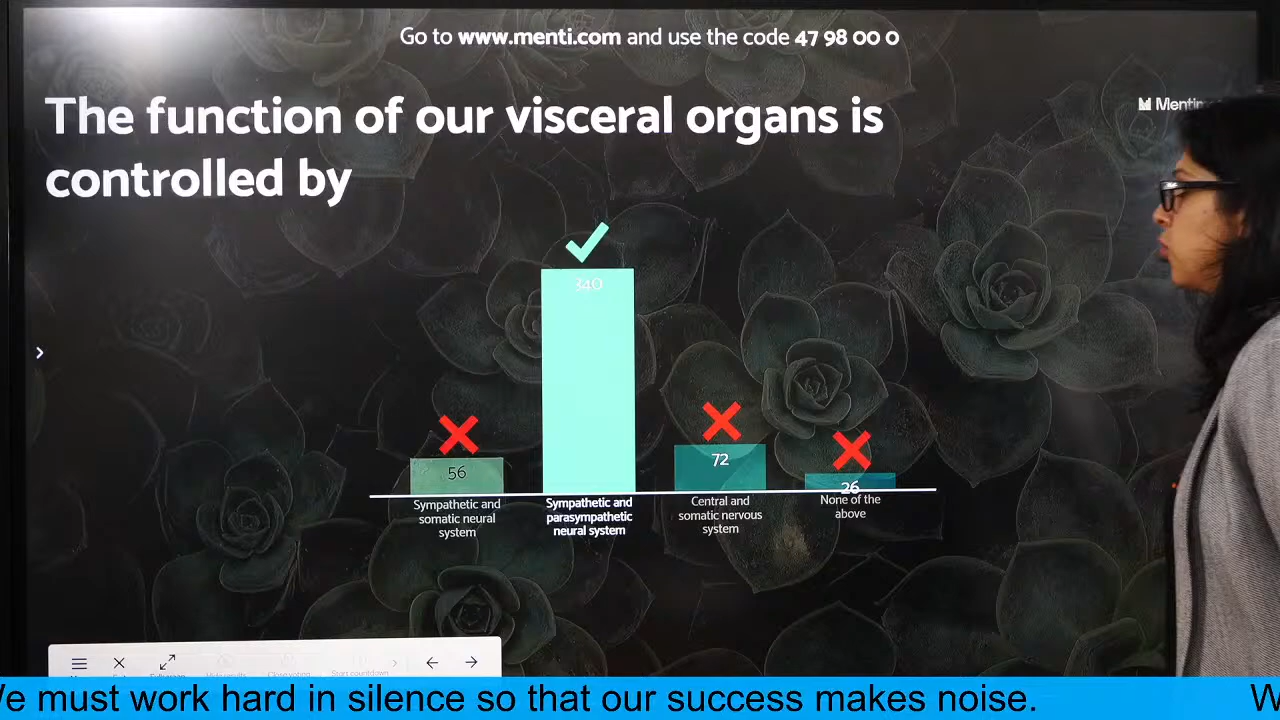 Go to www.menti.com and use the code 47 98 00 0
The function of our visceral organs is
controlled by
340
56
72
26
Sympathetic and
somatic neural
system
Sympathetic and
parasympathetic
neural system
Central and
somatic nervous
system
None of the
above
Start countdown
We must work hard in silence so that our success makes noise.
W